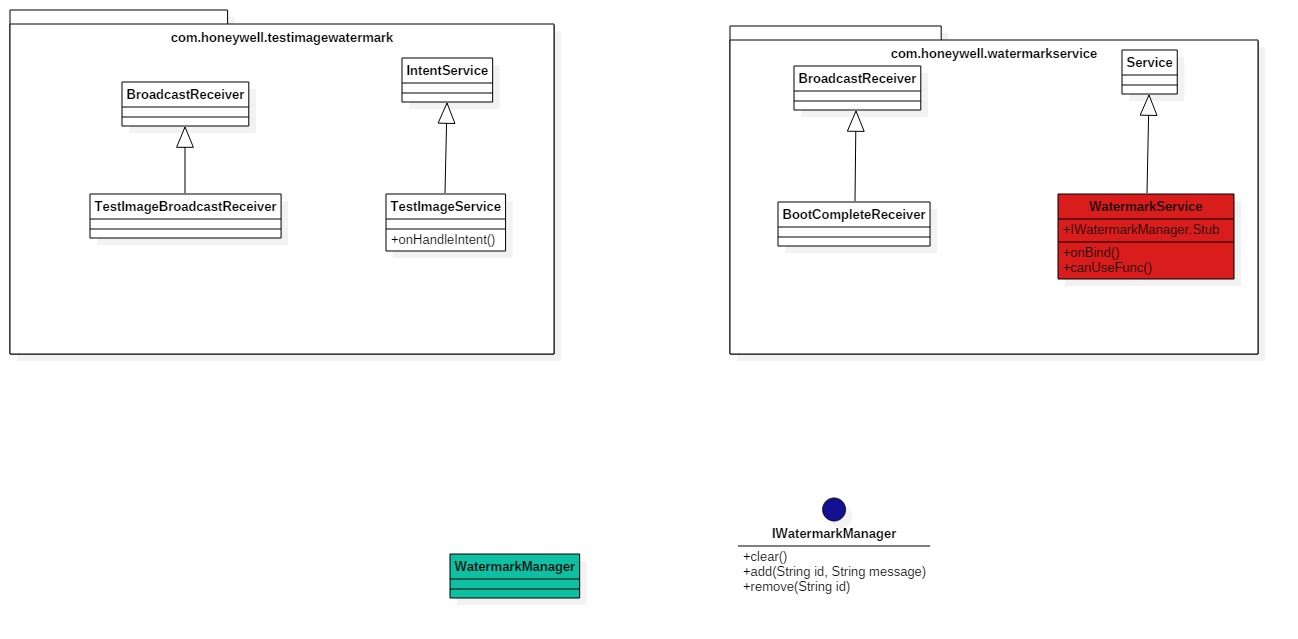 com.honeywell.testimagewatermark
IntentService
BroadcastReceiver
TestImageBroadcastReceiver
TestImageService
+onHandleIntent()
com.honeywell.watermarkservice
Service
BroadcastReceiver
BootCompleteReceiver
WatermarkService
+IWatermarkManager.Stub
+onBind()
+canUseFunc()
WatermarkManager
IWatermarkManager
+clear()
+add(String id, String message)
+remove(String id)